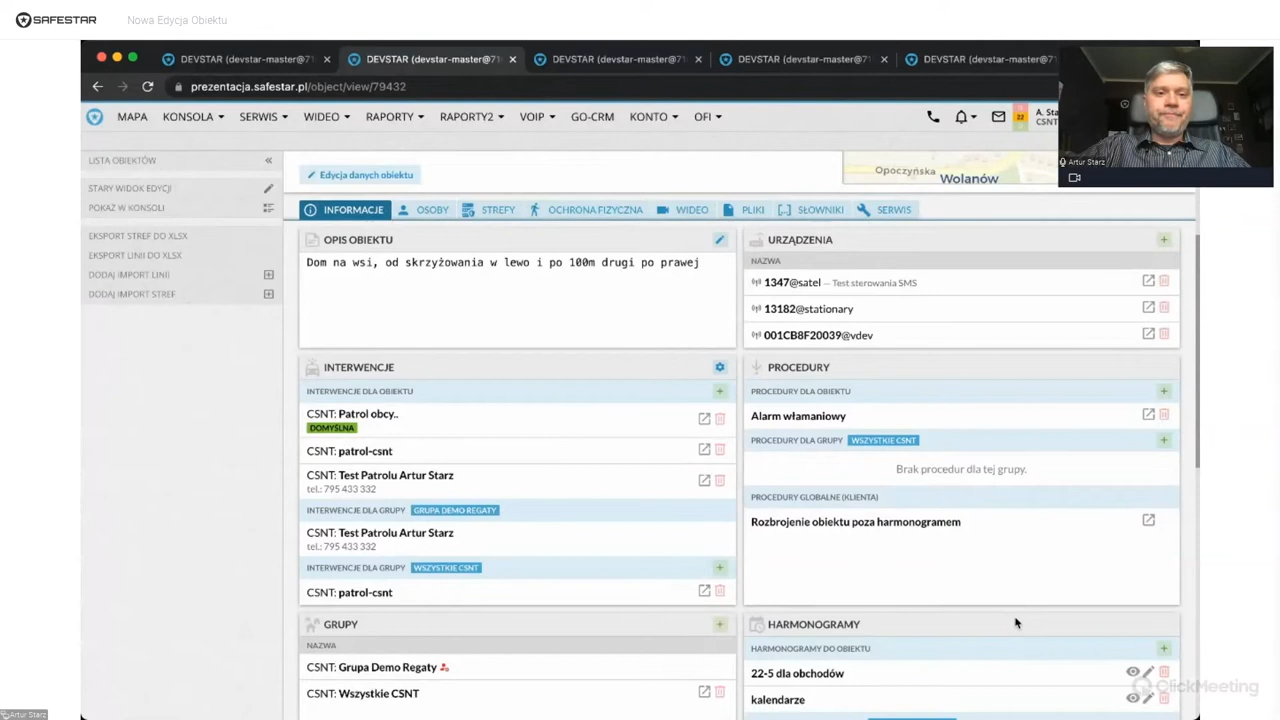 SAFESTAR Nowa Edycja Obiektu
DEVSTAR (devstar-master@71 DEVSTAR (devstar-master@71 DEVSTAR (devstar-master@71 DEVSTAR (devstar-master@7 DEVSTAR (devstar-master@7
prezentacja.safestar.pl/object/view/79432
MAPA KONSOLA SERWIS VIDEO RAPORTY RAPORTY2 VOIP GO-CRM KONTO OFI 22 A. Sta
CSNT
Artur Starz
LISTA OBIEKTÓW
STARY WIDOK EDYCJI
POKAŻ W KONSOLI
EKSPORT STREF DO XLSX
EKSPORT LINII DO XLSX
DODAJ IMPORT LINII
DODAJ IMPORT STREF
Edycja danych obiektu
Opoczyńska Wolanów
INFORMACJE OSOBY STREFY OCHRONA FIZYCZNA WIDEO PLIKI SŁOWNIKI SERWIS
OPIS OBIEKTU
Dom na wsi, od skrzyżowania w lewo i po 100m drugi po prawej
URZĄDZENIA
NAZWA
1347@satel — Test sterowania SMS
13182@stationary
001CB8F20039@vdev
INTERWENCJE
INTERWENCJE DLA OBIEKTU
CSNT: Patrol obcy..
DOMYŚLNA
CSNT: patrol-csnt
CSNT: Test Patrolu Artur Starz
tel.: 795 433 332
INTERWENCJE DLA GRUPY GRUPA DEMO REGATY
CSNT: Test Patrolu Artur Starz
tel.: 795 433 332
INTERWENCJE DLA GRUPY WSZYSTKIE CSNT
CSNT: patrol-csnt
PROCEDURY
PROCEDURY DLA OBIEKTU
Alarm włamaniowy
PROCEDURY DLA GRUPY WSZYSTKIE CSNT
Brak procedur dla tej grupy.
PROCEDURY GLOBALNE (KLIENTA)
Rozbrojenie obiektu poza harmonogramem
GRUPY
NAZWA
CSNT: Grupa Demo Regaty
CSNT: Wszystkie CSNT
HARMONOGRAMY
HARMONOGRAMY DO OBIEKTU
22-5 dla obchodów
kalendarze
ClickMeeting
Artur Starz